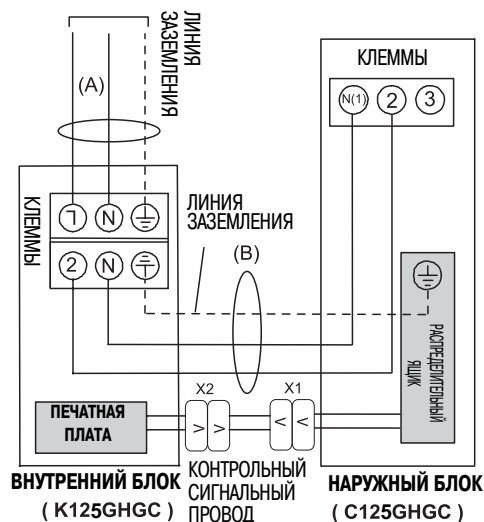 ЛИНИЯ
ЗАЗЕМЛЕНИЯ
(A)
КЛЕММЫ
N(1) 2 3
КЛЕММЫ
L N
2 N
ЛИНИЯ
ЗАЗЕМЛЕНИЯ
(B)
РАСПРЕДЕЛИТЕЛЬНЫЙ
ЯЩИК
X2 X1
ПЕЧАТНАЯ
ПЛАТА
> > < <
ВНУТРЕННИЙ БЛОК
( K125GHGC )
КОНТРОЛЬНЫЙ
СИГНАЛЬНЫЙ
ПРОВОД
НАРУЖНЫЙ БЛОК
( C125GHGC )